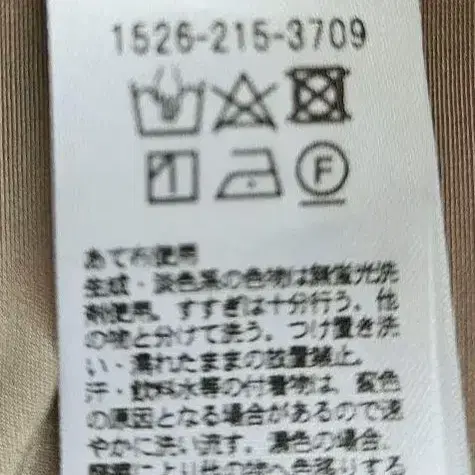 1526-215-3709
F
あて布使用
生成・淡色系の色物は無蛍光洗
剤使用。すすぎは十分行う。他
の物と分けて洗う。つけ置き洗
い・濡れたままの放置禁止。
汗・飲料水等の付着物は、変色
の原因となる場合があるので速
やかに洗い流す。濃色の場合、
により他の